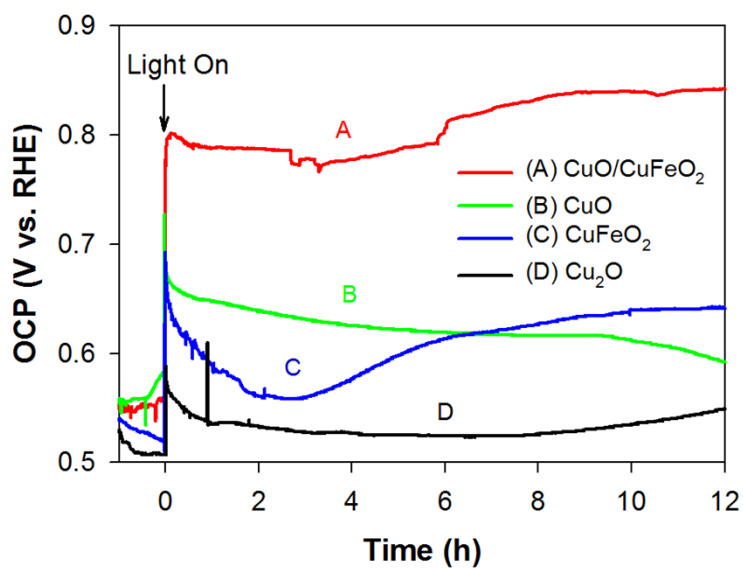 0.9
Light On
A
0.8
(A) CuO/CuFeO₂
(B) CuO
(C) CuFeO₂
(D) Cu₂O
0.7
B
0.6
C
D
0.5
0 2 4 6 8 10 12
Time (h)
OCP (V vs. RHE)